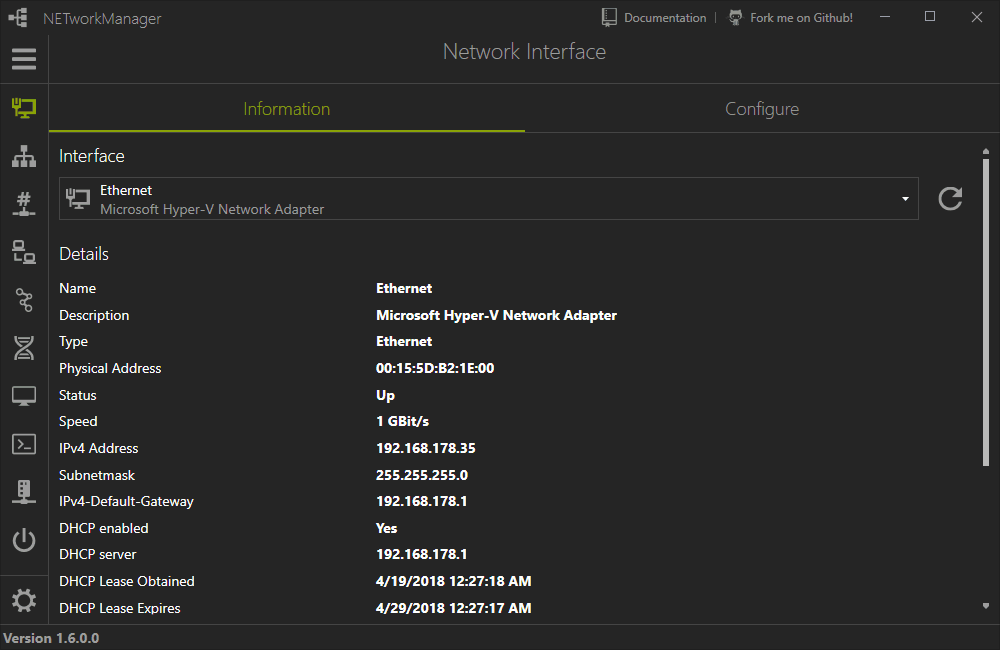 NETworkManager
Documentation | Fork me on Github!
Network Interface
Information Configure
Interface
Ethernet
Microsoft Hyper-V Network Adapter
Details
Name Ethernet
Description Microsoft Hyper-V Network Adapter
Type Ethernet
Physical Address 00:15:5D:B2:1E:00
Status Up
Speed 1 GBit/s
IPv4 Address 192.168.178.35
Subnetmask 255.255.255.0
IPv4-Default-Gateway 192.168.178.1
DHCP enabled Yes
DHCP server 192.168.178.1
DHCP Lease Obtained 4/19/2018 12:27:18 AM
DHCP Lease Expires 4/29/2018 12:27:17 AM
Version 1.6.0.0